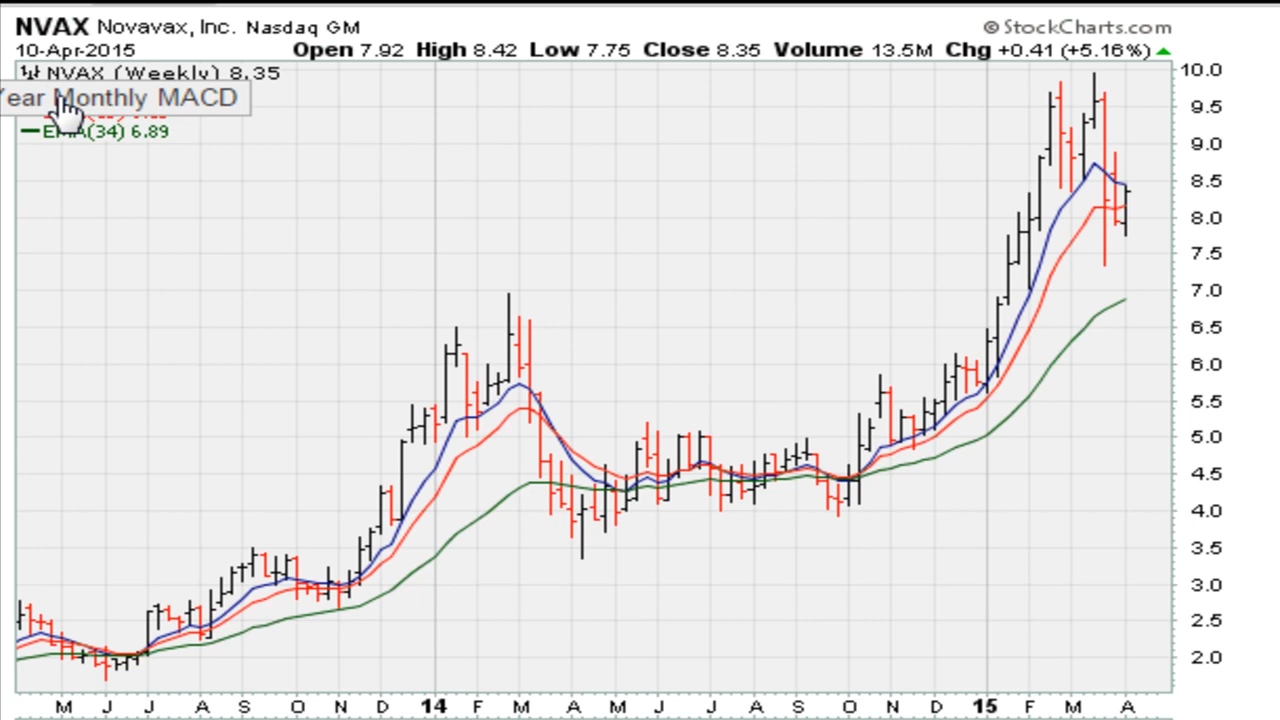 NVAX Novavax, Inc. Nasdaq GM © StockCharts.com
10-Apr-2015 Open 7.92 High 8.42 Low 7.75 Close 8.35 Volume 13.5M Chg +0.41 (+5.16%)
NVAX (Weekly) 8.35
Year Monthly MACD
EMA(34) 6.89
10.0
9.5
9.0
8.5
8.0
7.5
7.0
6.5
6.0
5.5
5.0
4.5
4.0
3.5
3.0
2.5
2.0
M J J A S O N D 14 F M A M J J A S O N D 15 F M A